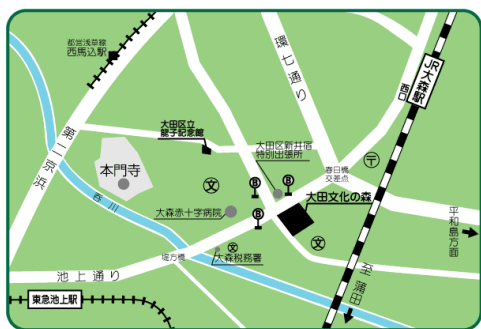 都営浅草線
西馬込駅
環七通り
JR大森駅
西口
第二京浜
大田区立
龍子記念館
大田区新井宿
特別出張所
本門寺
文
B
B
〒
春日橋
交差点
大田文化の森
呑川
大森赤十字病院
B
文
平和島方面
文
大森税務署
堤方橋
池上通り
至蒲田
東急池上駅